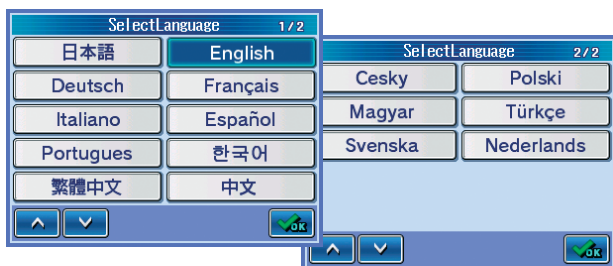 SelectLanguage 1/2
日本語 English
Deutsch Français
Italiano Español
Portugues 한국어
繁體中文 中文
OK
SelectLanguage 2/2
Cesky Polski
Magyar Türkçe
Svenska Nederlands
OK